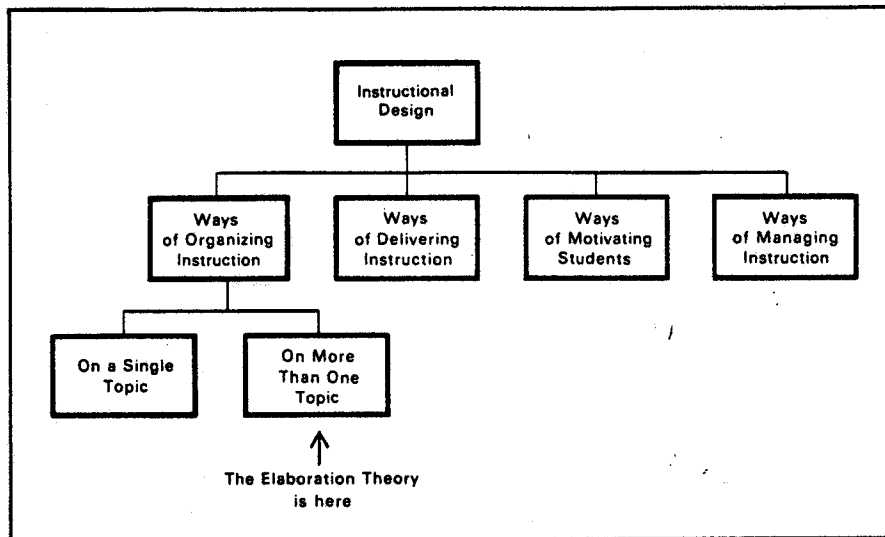 Instructional
Design
Ways
of Organizing
Instruction
Ways
of Delivering
Instruction
Ways
of Motivating
Students
Ways
of Managing
Instruction
On a Single
Topic
On More
Than One
Topic
The Elaboration Theory
is here